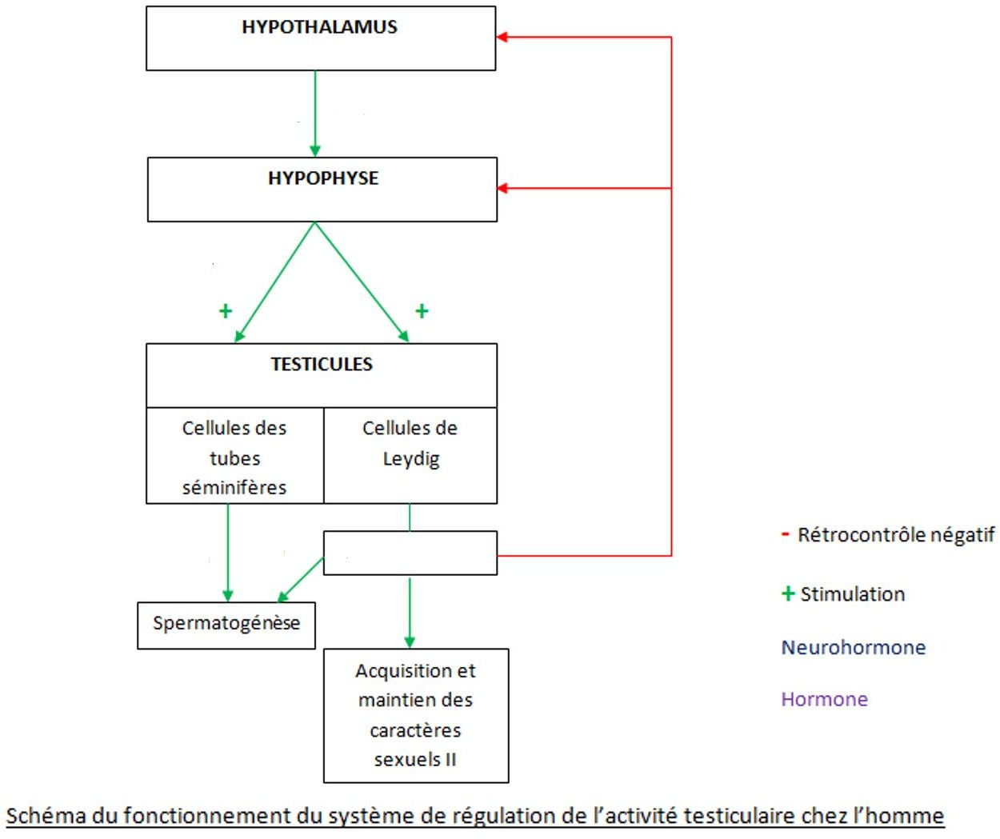 HYPOTHALAMUS
HYPOPHYSE
+ +
TESTICULES
Cellules des
tubes
séminifères
Cellules de
Leydig
- Rétrocontrôle négatif
+ Stimulation
Neurohormone
Hormone
Spermatogénèse
Acquisition et
maintien des
caractères
sexuels II
Schéma du fonctionnement du système de régulation de l’activité testiculaire chez l’homme